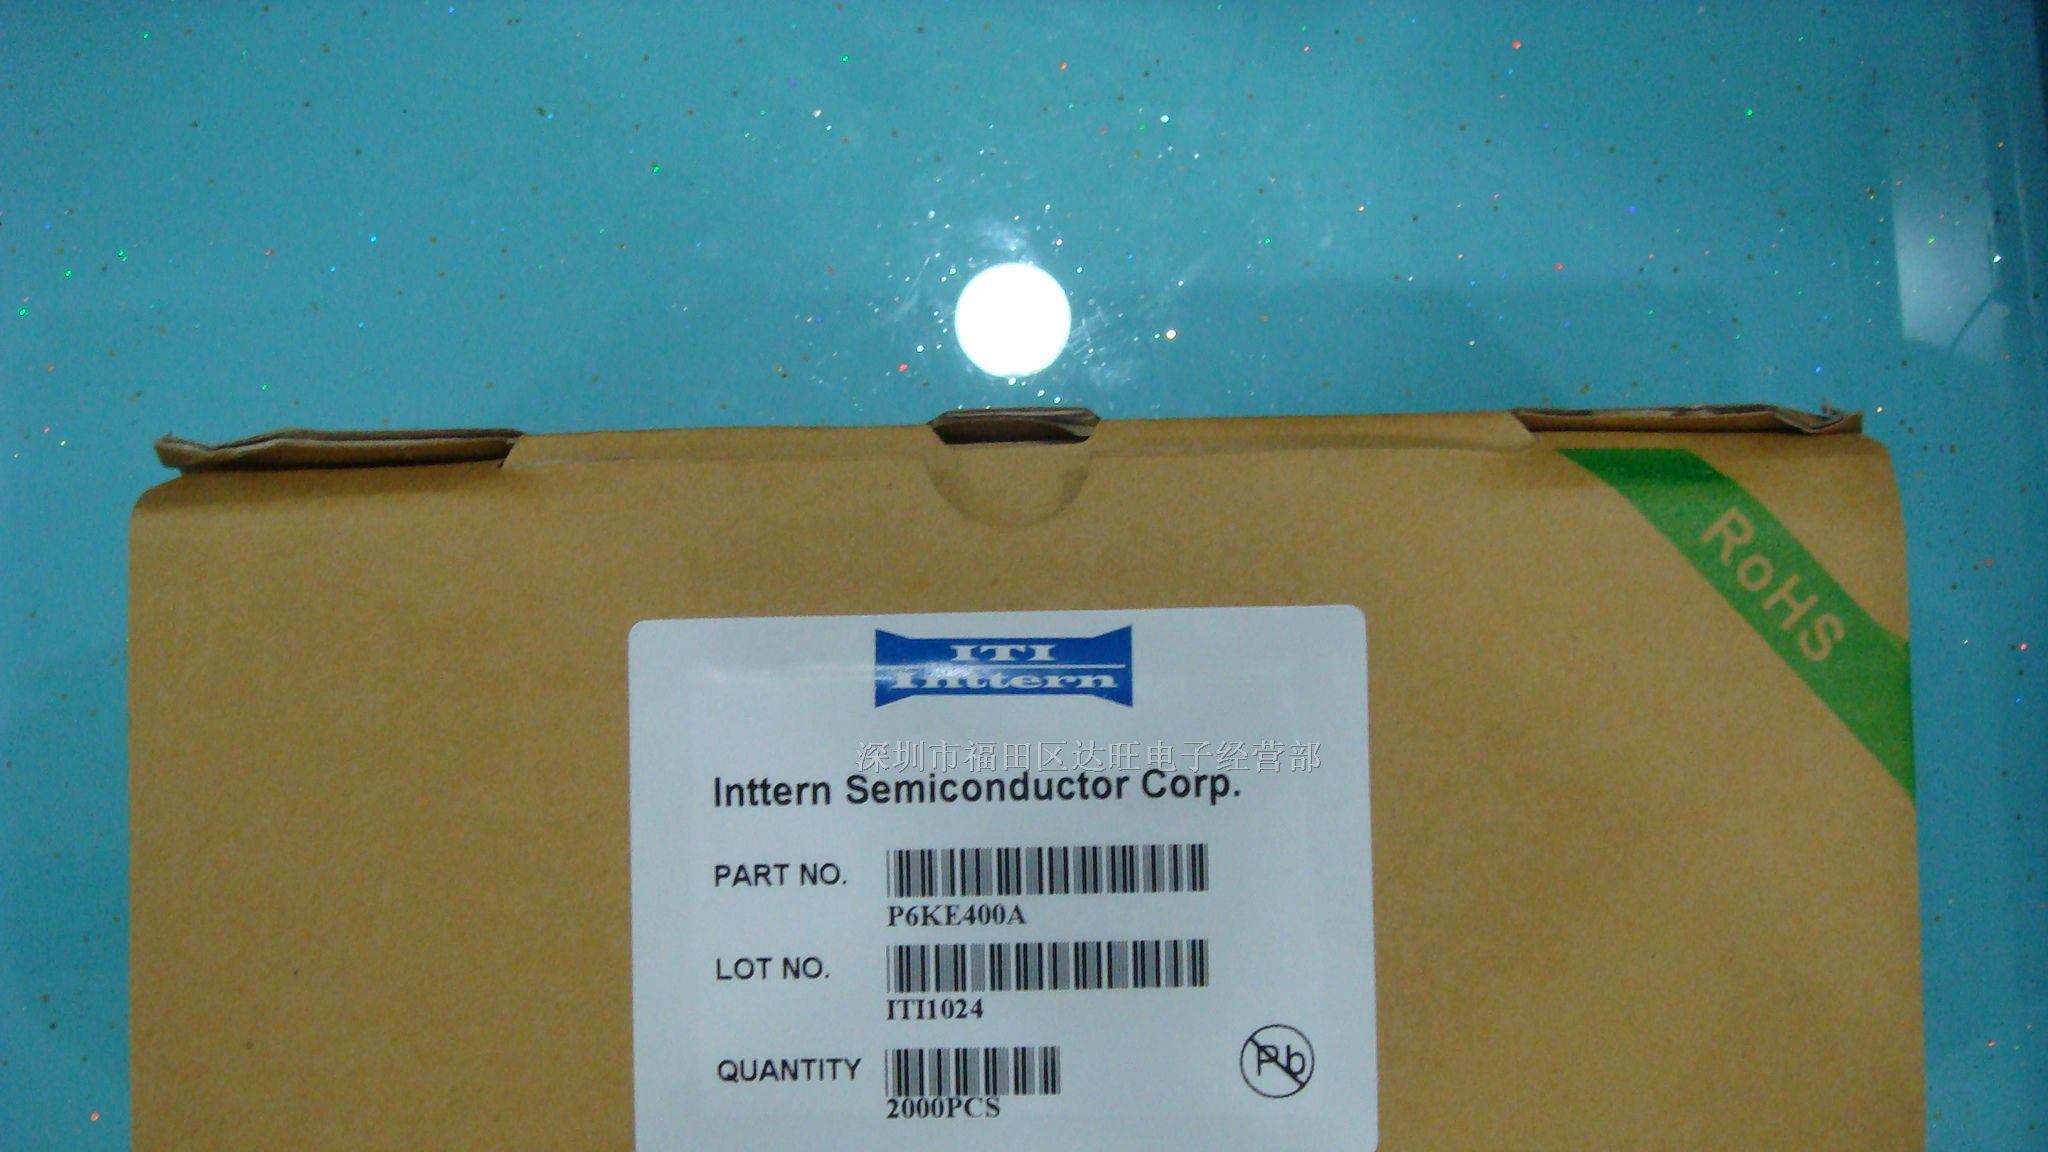 RoHS
ITI
Inttern
深圳市福田区达旺电子经营部
Inttern Semiconductor Corp.
PART NO.
P6KE400A
LOT NO.
ITI1024
QUANTITY
2000PCS
Pb